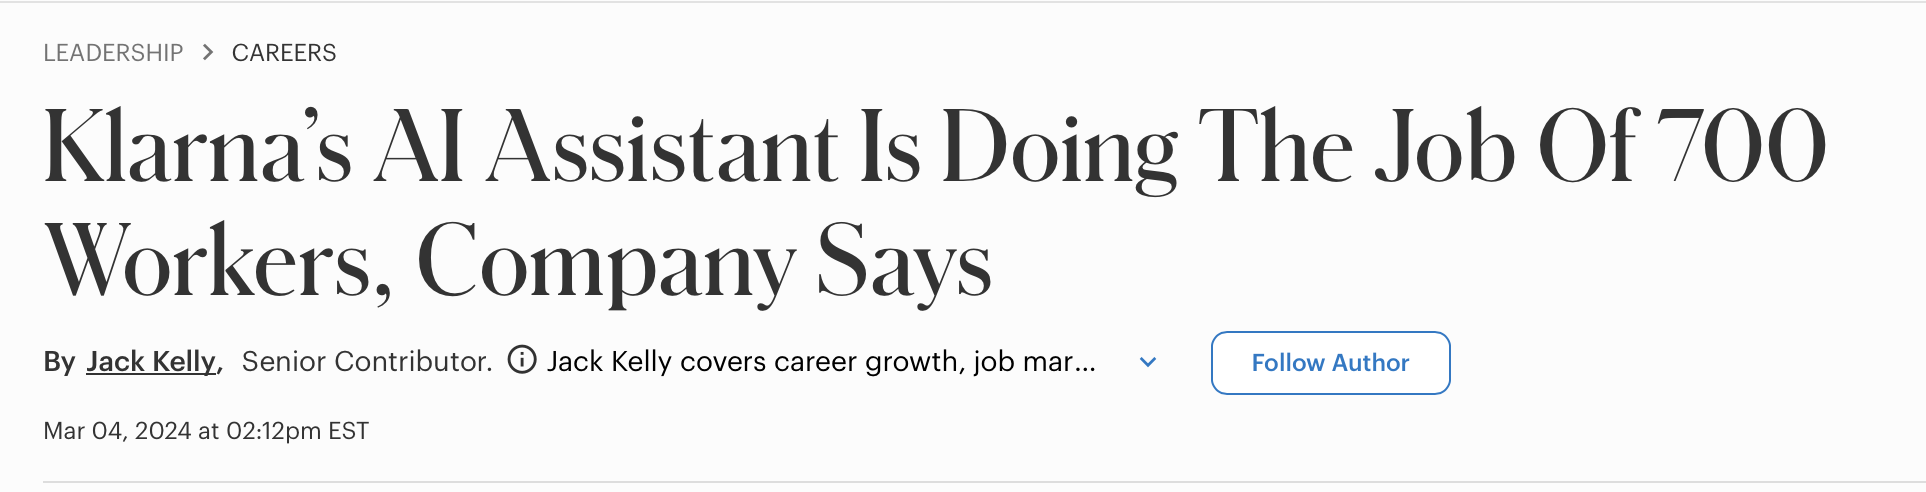 LEADERSHIP > CAREERS
Klarna’s AI Assistant Is Doing The Job Of 700
Workers, Company Says
By Jack Kelly, Senior Contributor. ⓘ Jack Kelly covers career growth, job mar... Follow Author
Mar 04, 2024 at 02:12pm EST